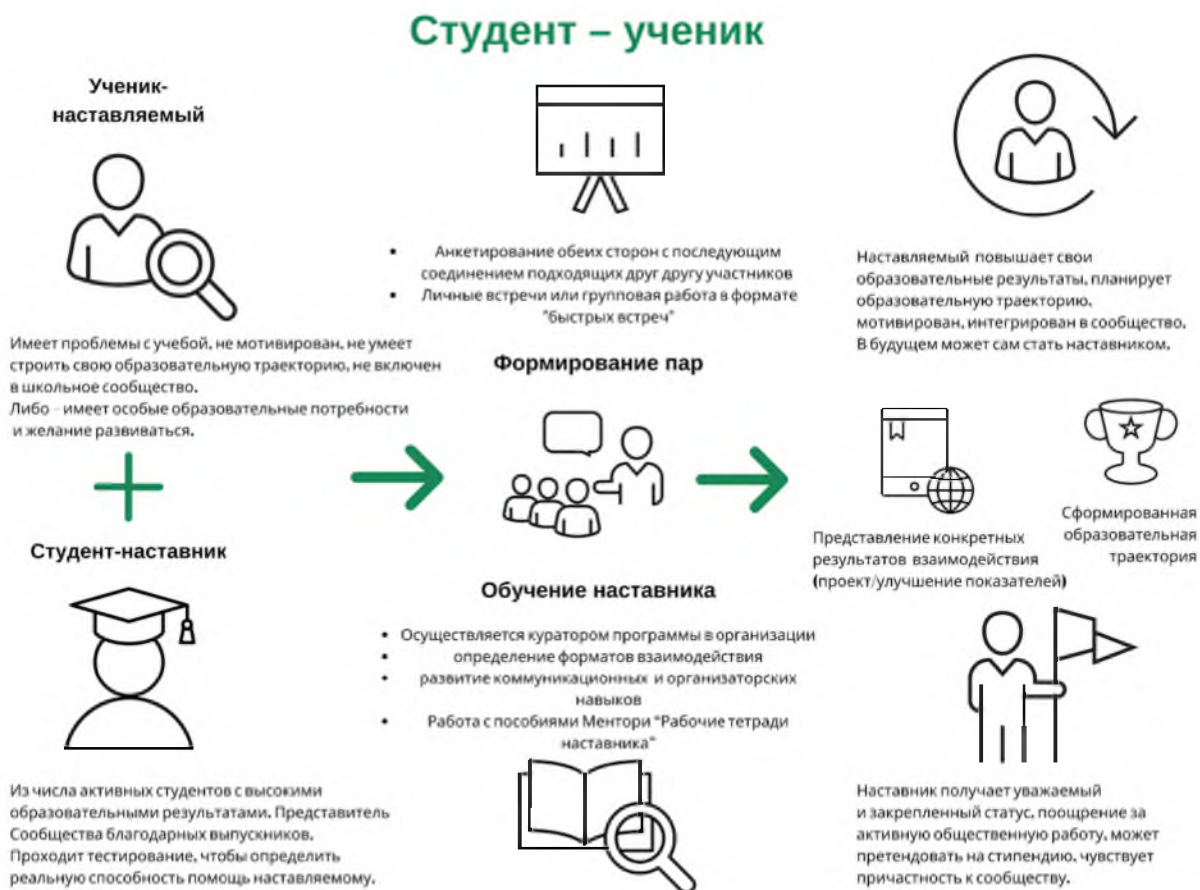 Студент – ученик
Ученик-
наставляемый
Имеет проблемы с учебой, не мотивирован, не умеет
строить свою образовательную траекторию, не включен
в школьное сообщество.
Либо – имеет особые образовательные потребности
и желание развиваться.
Студент-наставник
Из числа активных студентов с высокими
образовательными результатами. Представитель
Сообщества благодарных выпускников.
Проходит тестирование, чтобы определить
реальную способность помощь наставляемому.
• Анкетирование обеих сторон с последующим
соединением подходящих друг другу участников
• Личные встречи или групповая работа в формате
"быстрых встреч"
Формирование пар
Обучение наставника
• Осуществляется куратором программы в организации
• определение форматов взаимодействия
• развитие коммуникационных и организаторских
навыков
• Работа с пособиями Ментори "Рабочие тетради
наставника"
Наставляемый повышает свои
образовательные результаты, планирует
образовательную траекторию,
мотивирован, интегрирован в сообщество.
В будущем может сам стать наставником.
Представление конкретных
результатов взаимодействия
(проект/улучшение показателей)
Сформированная
образовательная
траектория
Наставник получает уважаемый
и закрепленный статус, поощрение за
активную общественную работу, может
претендовать на стипендию, чувствует
причастность к сообществу.